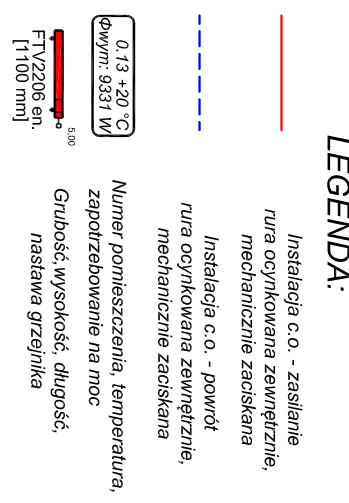 LEGENDA:
Instalacja c.o. - zasilanie
rura ocynkowana zewnętrznie,
mechanicznie zaciskana
Instalacja c.o. - powrót
rura ocynkowana zewnętrznie,
mechanicznie zaciskana
0.13 +20 °C
Φwym: 9331 W
Numer pomieszczenia, temperatura,
zapotrzebowanie na moc
5.00
FTV2206 en.
[1100 mm]
Grubość,wysokość, długość,
nastawa grzejnika